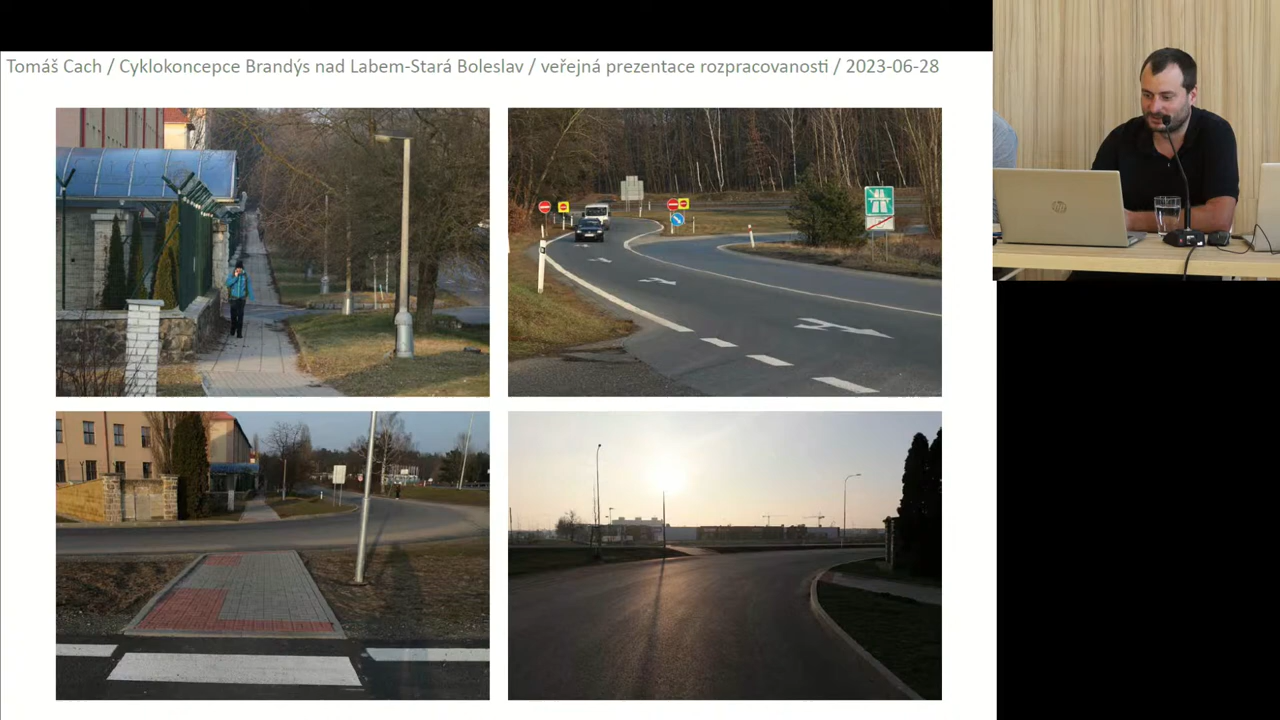 Tomáš Cach / Cyklokoncepce Brandýs nad Labem-Stará Boleslav / veřejná prezentace rozpracovanosti / 2023-06-28